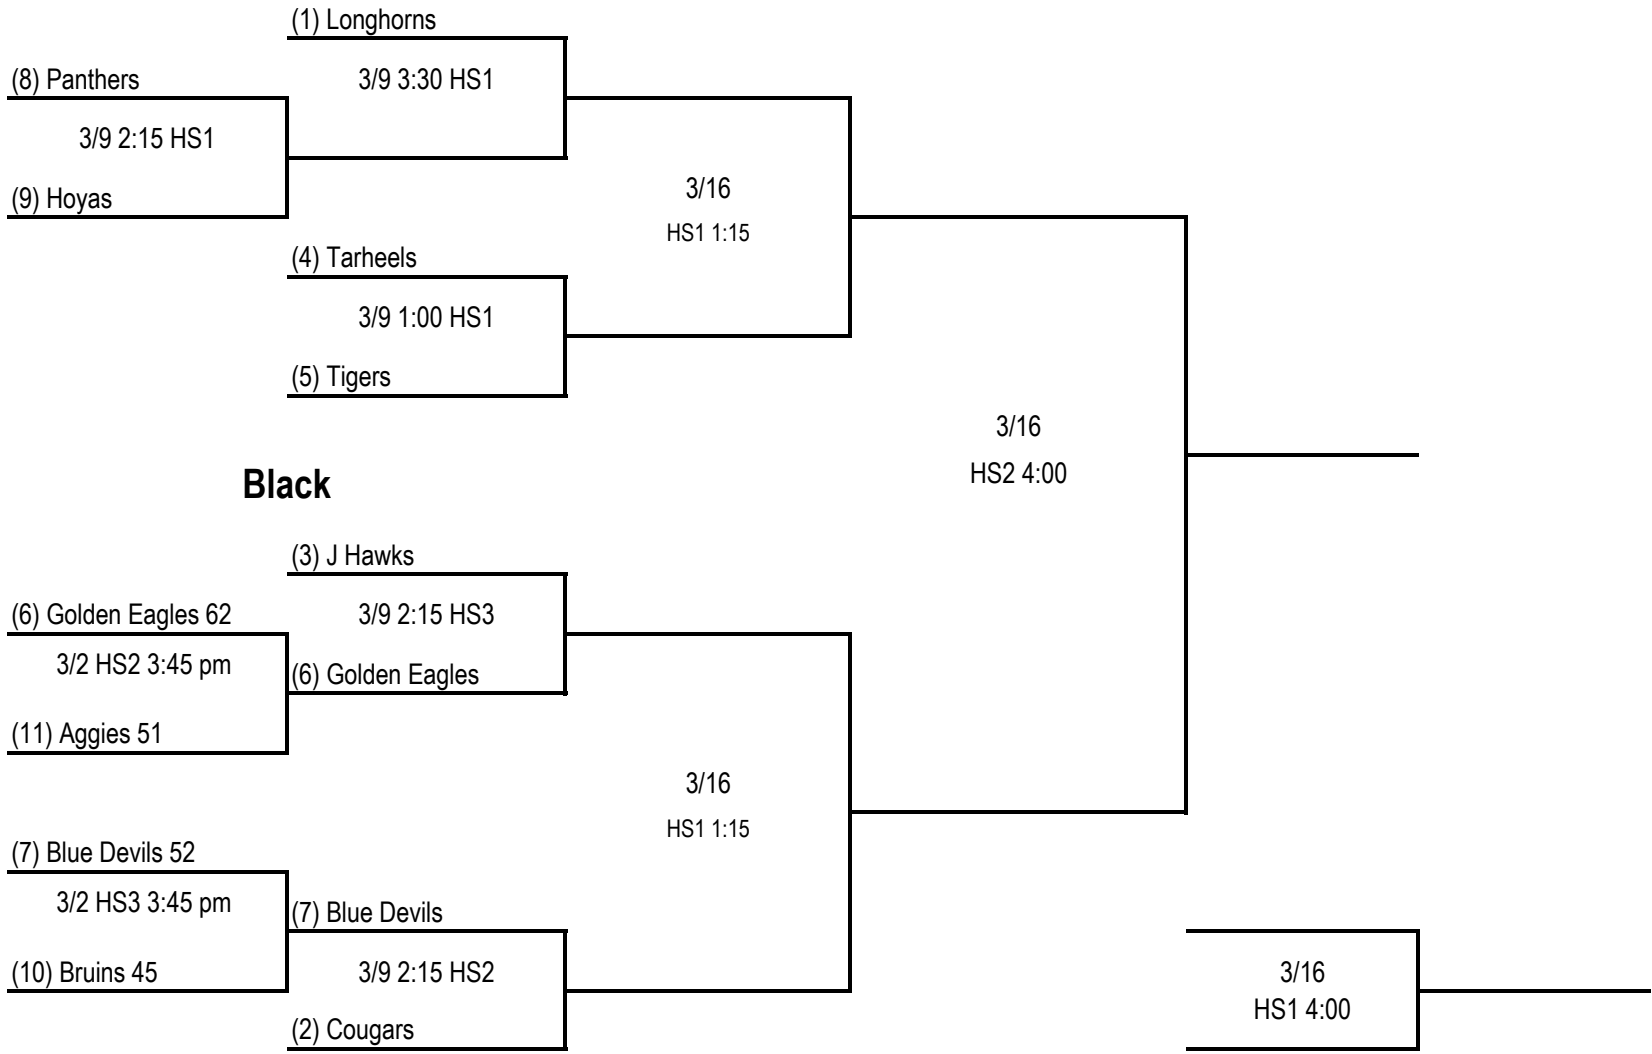 (1) Longhorns
(8) Panthers
3/9 3:30 HS1
3/9 2:15 HS1
(9) Hoyas
3/16
HS1 1:15
(4) Tarheels
3/9 1:00 HS1
(5) Tigers
3/16
HS2 4:00
Black
(3) J Hawks
(6) Golden Eagles 62
3/9 2:15 HS3
3/2 HS2 3:45 pm
(6) Golden Eagles
(11) Aggies 51
3/16
HS1 1:15
(7) Blue Devils 52
3/2 HS3 3:45 pm
(7) Blue Devils
(10) Bruins 45
3/9 2:15 HS2
3/16
HS1 4:00
(2) Cougars